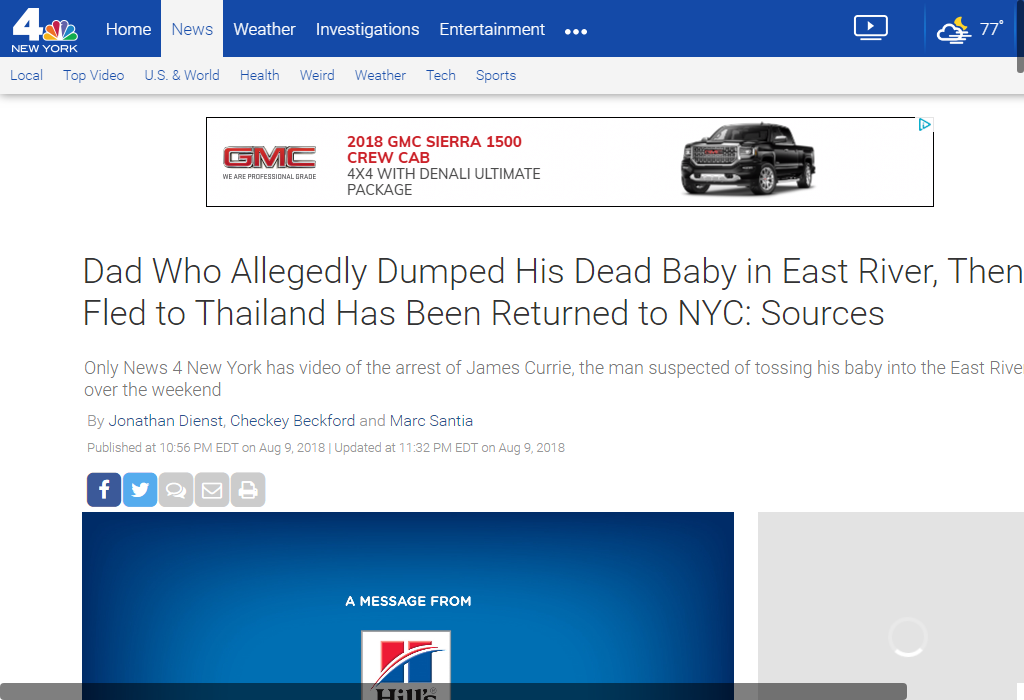 4
NEW YORK
Home News Weather Investigations Entertainment
77°
Local Top Video U.S. & World Health Weird Weather Tech Sports
GMC
WE ARE PROFESSIONAL GRADE
2018 GMC SIERRA 1500
CREW CAB
4X4 WITH DENALI ULTIMATE
PACKAGE
Dad Who Allegedly Dumped His Dead Baby in East River, Then
Fled to Thailand Has Been Returned to NYC: Sources
Only News 4 New York has video of the arrest of James Currie, the man suspected of tossing his baby into the East Rive
over the weekend
By Jonathan Dienst, Checkey Beckford and Marc Santia
Published at 10:56 PM EDT on Aug 9, 2018 | Updated at 11:32 PM EDT on Aug 9, 2018
A MESSAGE FROM
Hill's